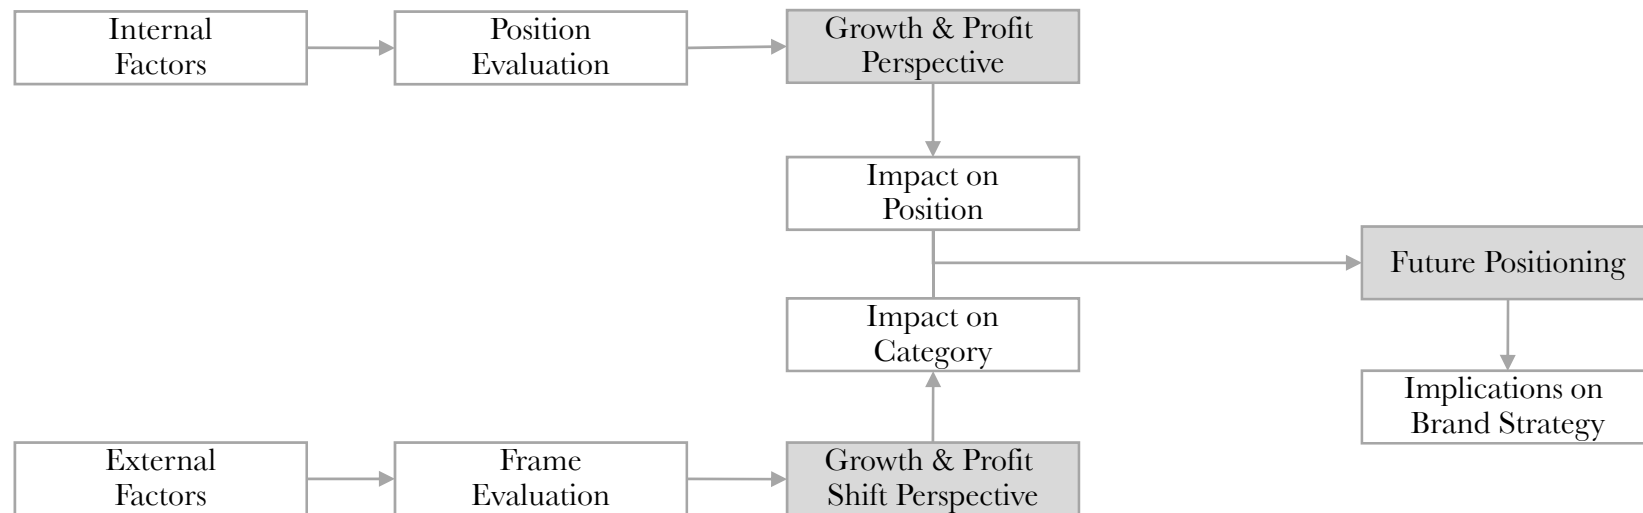 Internal
Factors
Position
Evaluation
Growth & Profit
Perspective
Impact on
Position
Future Positioning
Impact on
Category
Implications on
Brand Strategy
External
Factors
Frame
Evaluation
Growth & Profit
Shift Perspective